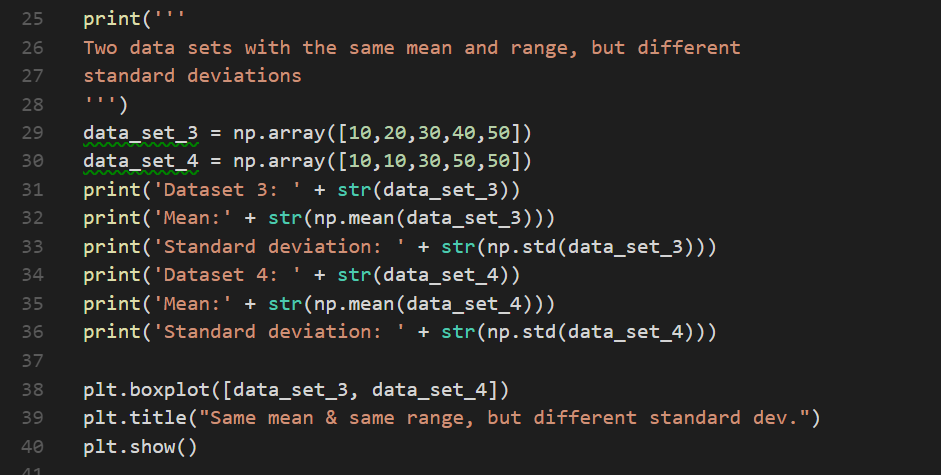 25 print('''
26 Two data sets with the same mean and range, but different
27 standard deviations
28 ''')
29 data_set_3 = np.array([10,20,30,40,50])
30 data_set_4 = np.array([10,10,30,50,50])
31 print('Dataset 3: ' + str(data_set_3))
32 print('Mean:' + str(np.mean(data_set_3)))
33 print('Standard deviation: ' + str(np.std(data_set_3)))
34 print('Dataset 4: ' + str(data_set_4))
35 print('Mean:' + str(np.mean(data_set_4)))
36 print('Standard deviation: ' + str(np.std(data_set_4)))
37
38 plt.boxplot([data_set_3, data_set_4])
39 plt.title("Same mean & same range, but different standard dev.")
40 plt.show()
41